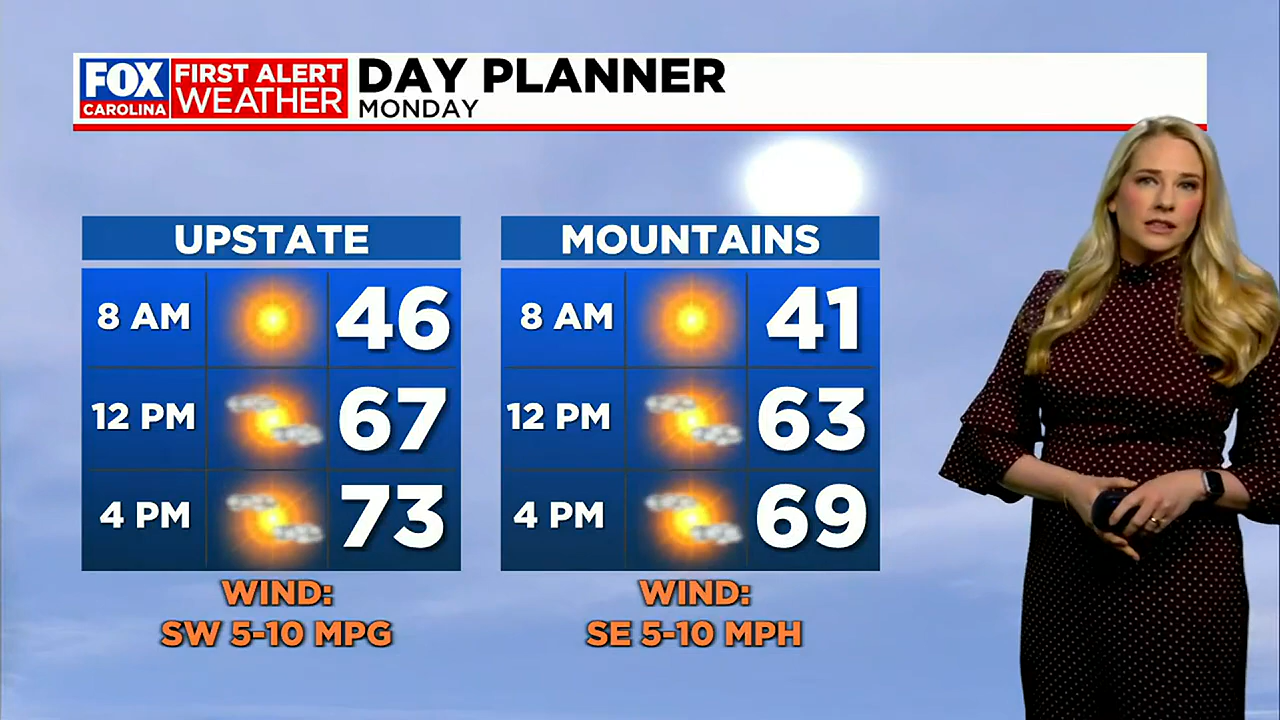 FOX
CAROLINA
FIRST ALERT
WEATHER
DAY PLANNER
MONDAY
UPSTATE
8 AM 46
12 PM 67
4 PM 73
WIND:
SW 5-10 MPG
MOUNTAINS
8 AM 41
12 PM 63
4 PM 69
WIND:
SE 5-10 MPH